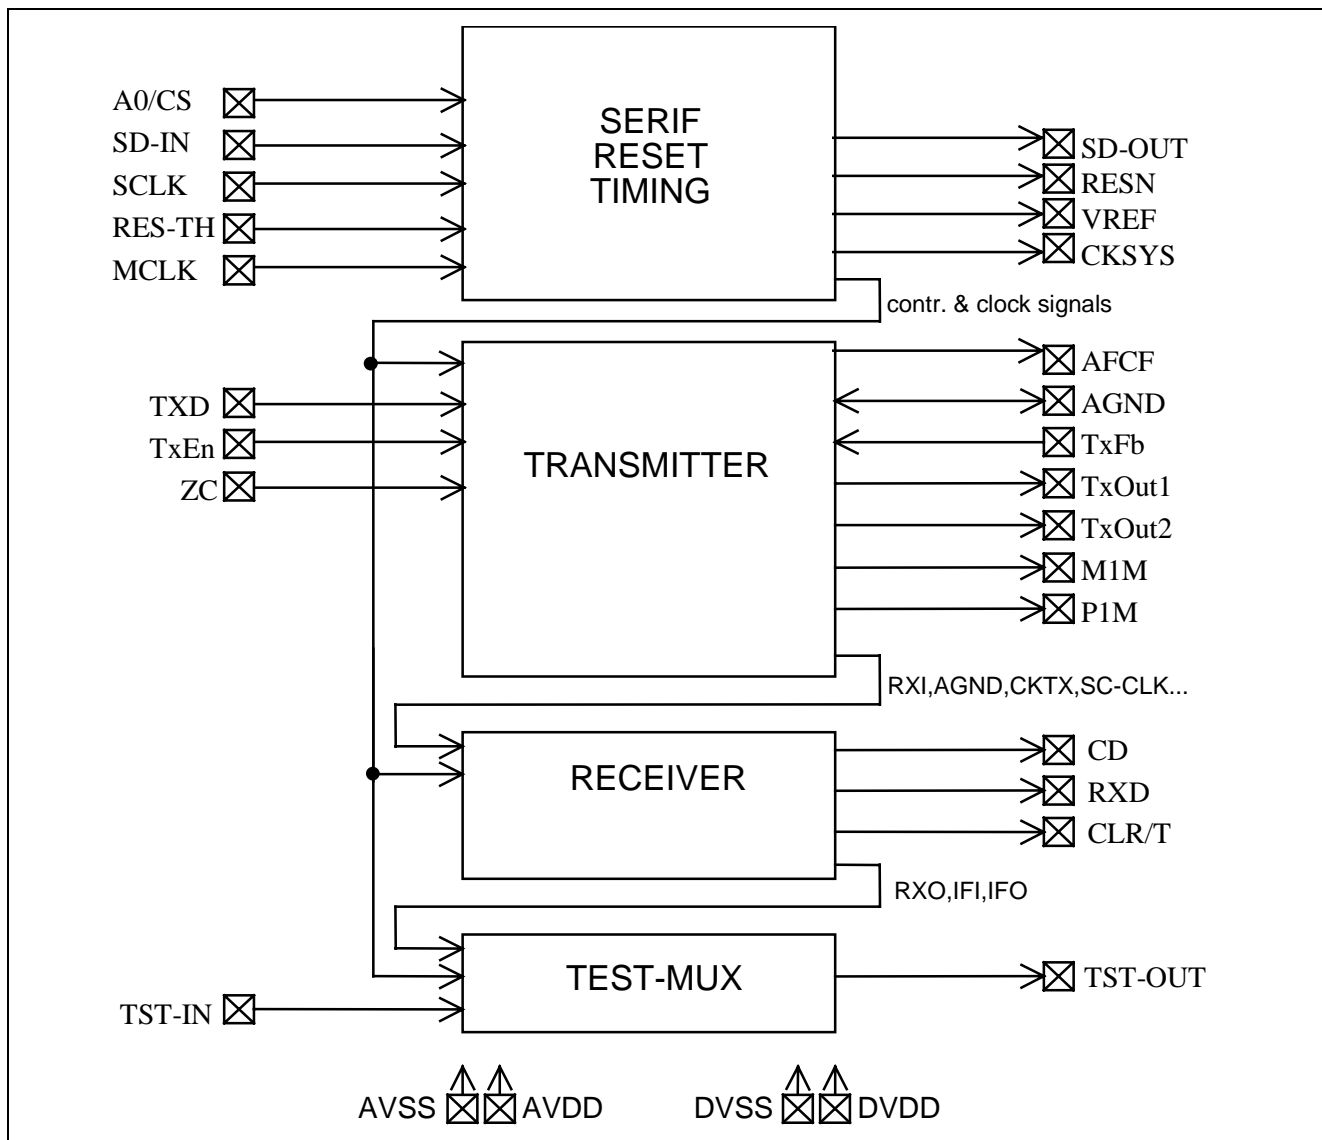 A0/CS
SD-IN
SCLK
RES-TH
MCLK
SERIF
RESET
TIMING
SD-OUT
RESN
VREF
CKSYS
contr. & clock signals
TXD
TxEn
ZC
TRANSMITTER
AFCF
AGND
TxFb
TxOut1
TxOut2
M1M
P1M
RXI,AGND,CKTX,SC-CLK...
RECEIVER
CD
RXD
CLR/T
RXO,IFI,IFO
TST-IN
TEST-MUX
TST-OUT
AVSS
AVDD
DVSS
DVDD